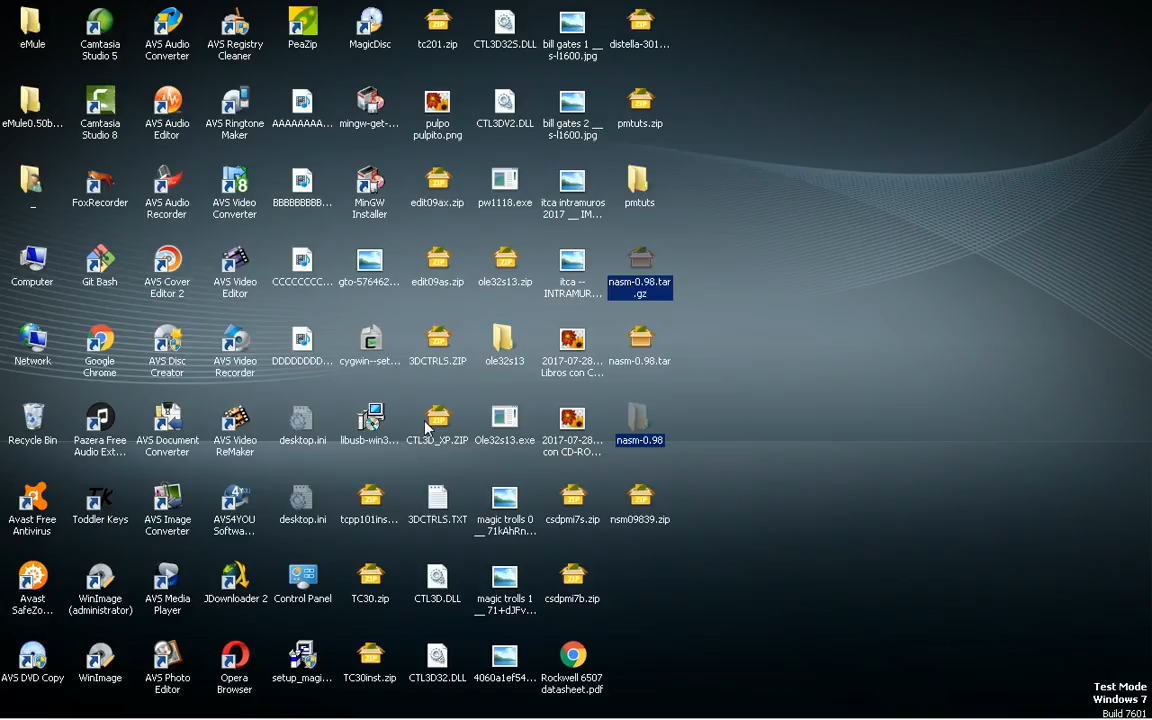 eMule
Camtasia
Studio 5
AVS Audio
Converter
AVS Registry
Cleaner
PeaZip
MagicDisc
tc201.zip
CTL3D32S.DLL
bill gates 1 __
s-l1600.jpg
distella-301...
eMule0.50b...
Camtasia
Studio 8
AVS Audio
Editor
AVS Ringtone
Maker
AAAAAAAA...
mingw-get-...
pulpo
pulpito.png
CTL3DV2.DLL
bill gates 2 __
s-l1600.jpg
pmtuts.zip
_
FoxRecorder
AVS Audio
Recorder
AVS Video
Converter
BBBBBBBBB...
MinGW
Installer
edit09ax.zip
pw1118.exe
itca intramuros
2017 __ IM...
pmtuts
Computer
Git Bash
AVS Cover
Editor 2
AVS Video
Editor
CCCCCCCC...
gto-576462...
edit09as.zip
ole32s13.zip
itca --
INTRAMUR...
nasm-0.98.tar
.gz
Network
Google
Chrome
AVS Disc
Creator
AVS Video
Recorder
DDDDDDDD...
cygwin--set...
3DCTRLS.ZIP
ole32s13
2017-07-28...
Libros con C...
nasm-0.98.tar
Recycle Bin
Pazera Free
Audio Ext...
AVS Document
Converter
AVS Video
ReMaker
desktop.ini
libusb-win3...
CTL3D_XP.ZIP
Ole32s13.exe
2017-07-28...
con CD-RO...
nasm-0.98
Avast Free
Antivirus
Toddler Keys
AVS Image
Converter
AVS4YOU
Softwa...
desktop.ini
tcpp101ins...
3DCTRLS.TXT
magic trolls 0
__ 71kAhRn...
csdpmi7s.zip
nsm09839.zip
Avast
SafeZo...
WinImage
(administrator)
AVS Media
Player
JDownloader 2
Control Panel
TC30.zip
CTL3D.DLL
magic trolls 1
__ 71+dJFv...
csdpmi7b.zip
AVS DVD Copy
WinImage
AVS Photo
Editor
Opera
Browser
setup_magi...
TC30inst.zip
CTL3D32.DLL
4060a1ef54...
Rockwell 6507
datasheet.pdf
Test Mode
Windows 7
Build 7601